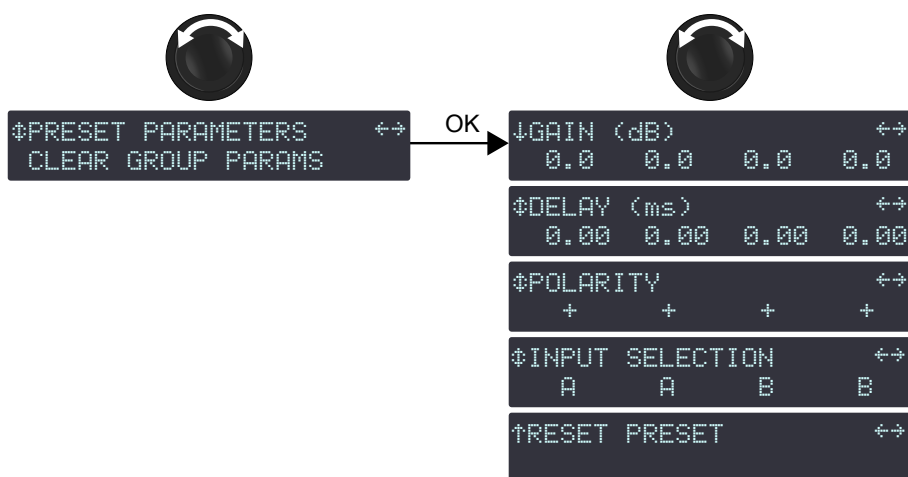 ⇕PRESET PARAMETERS ←→
CLEAR GROUP PARAMS
OK
↓GAIN (dB) ←→
0.0 0.0 0.0 0.0
⇕DELAY (ms) ←→
0.00 0.00 0.00 0.00
⇕POLARITY ←→
+ + + +
⇕INPUT SELECTION ←→
A A B B
↑RESET PRESET ←→